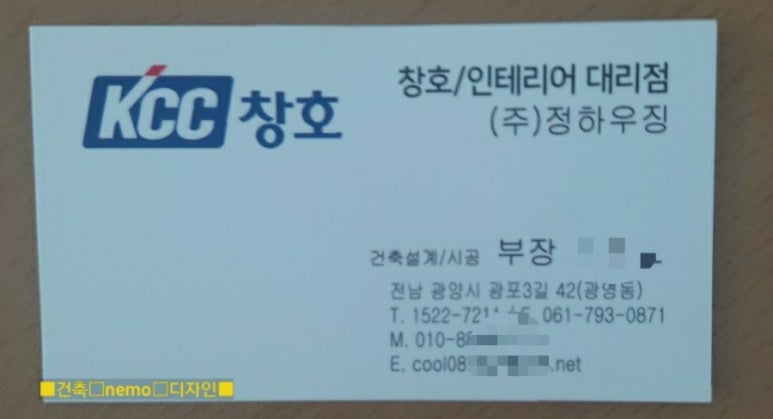 KCC 창호
창호/인테리어 대리점
(주)정하우징
건축설계/시공 부장
전남 광양시 광포3길 42(광영동)
T. 1522-7211 F. 061-793-0871
M. 010-8
E. cool08 .net
■건축□nemo□디자인■